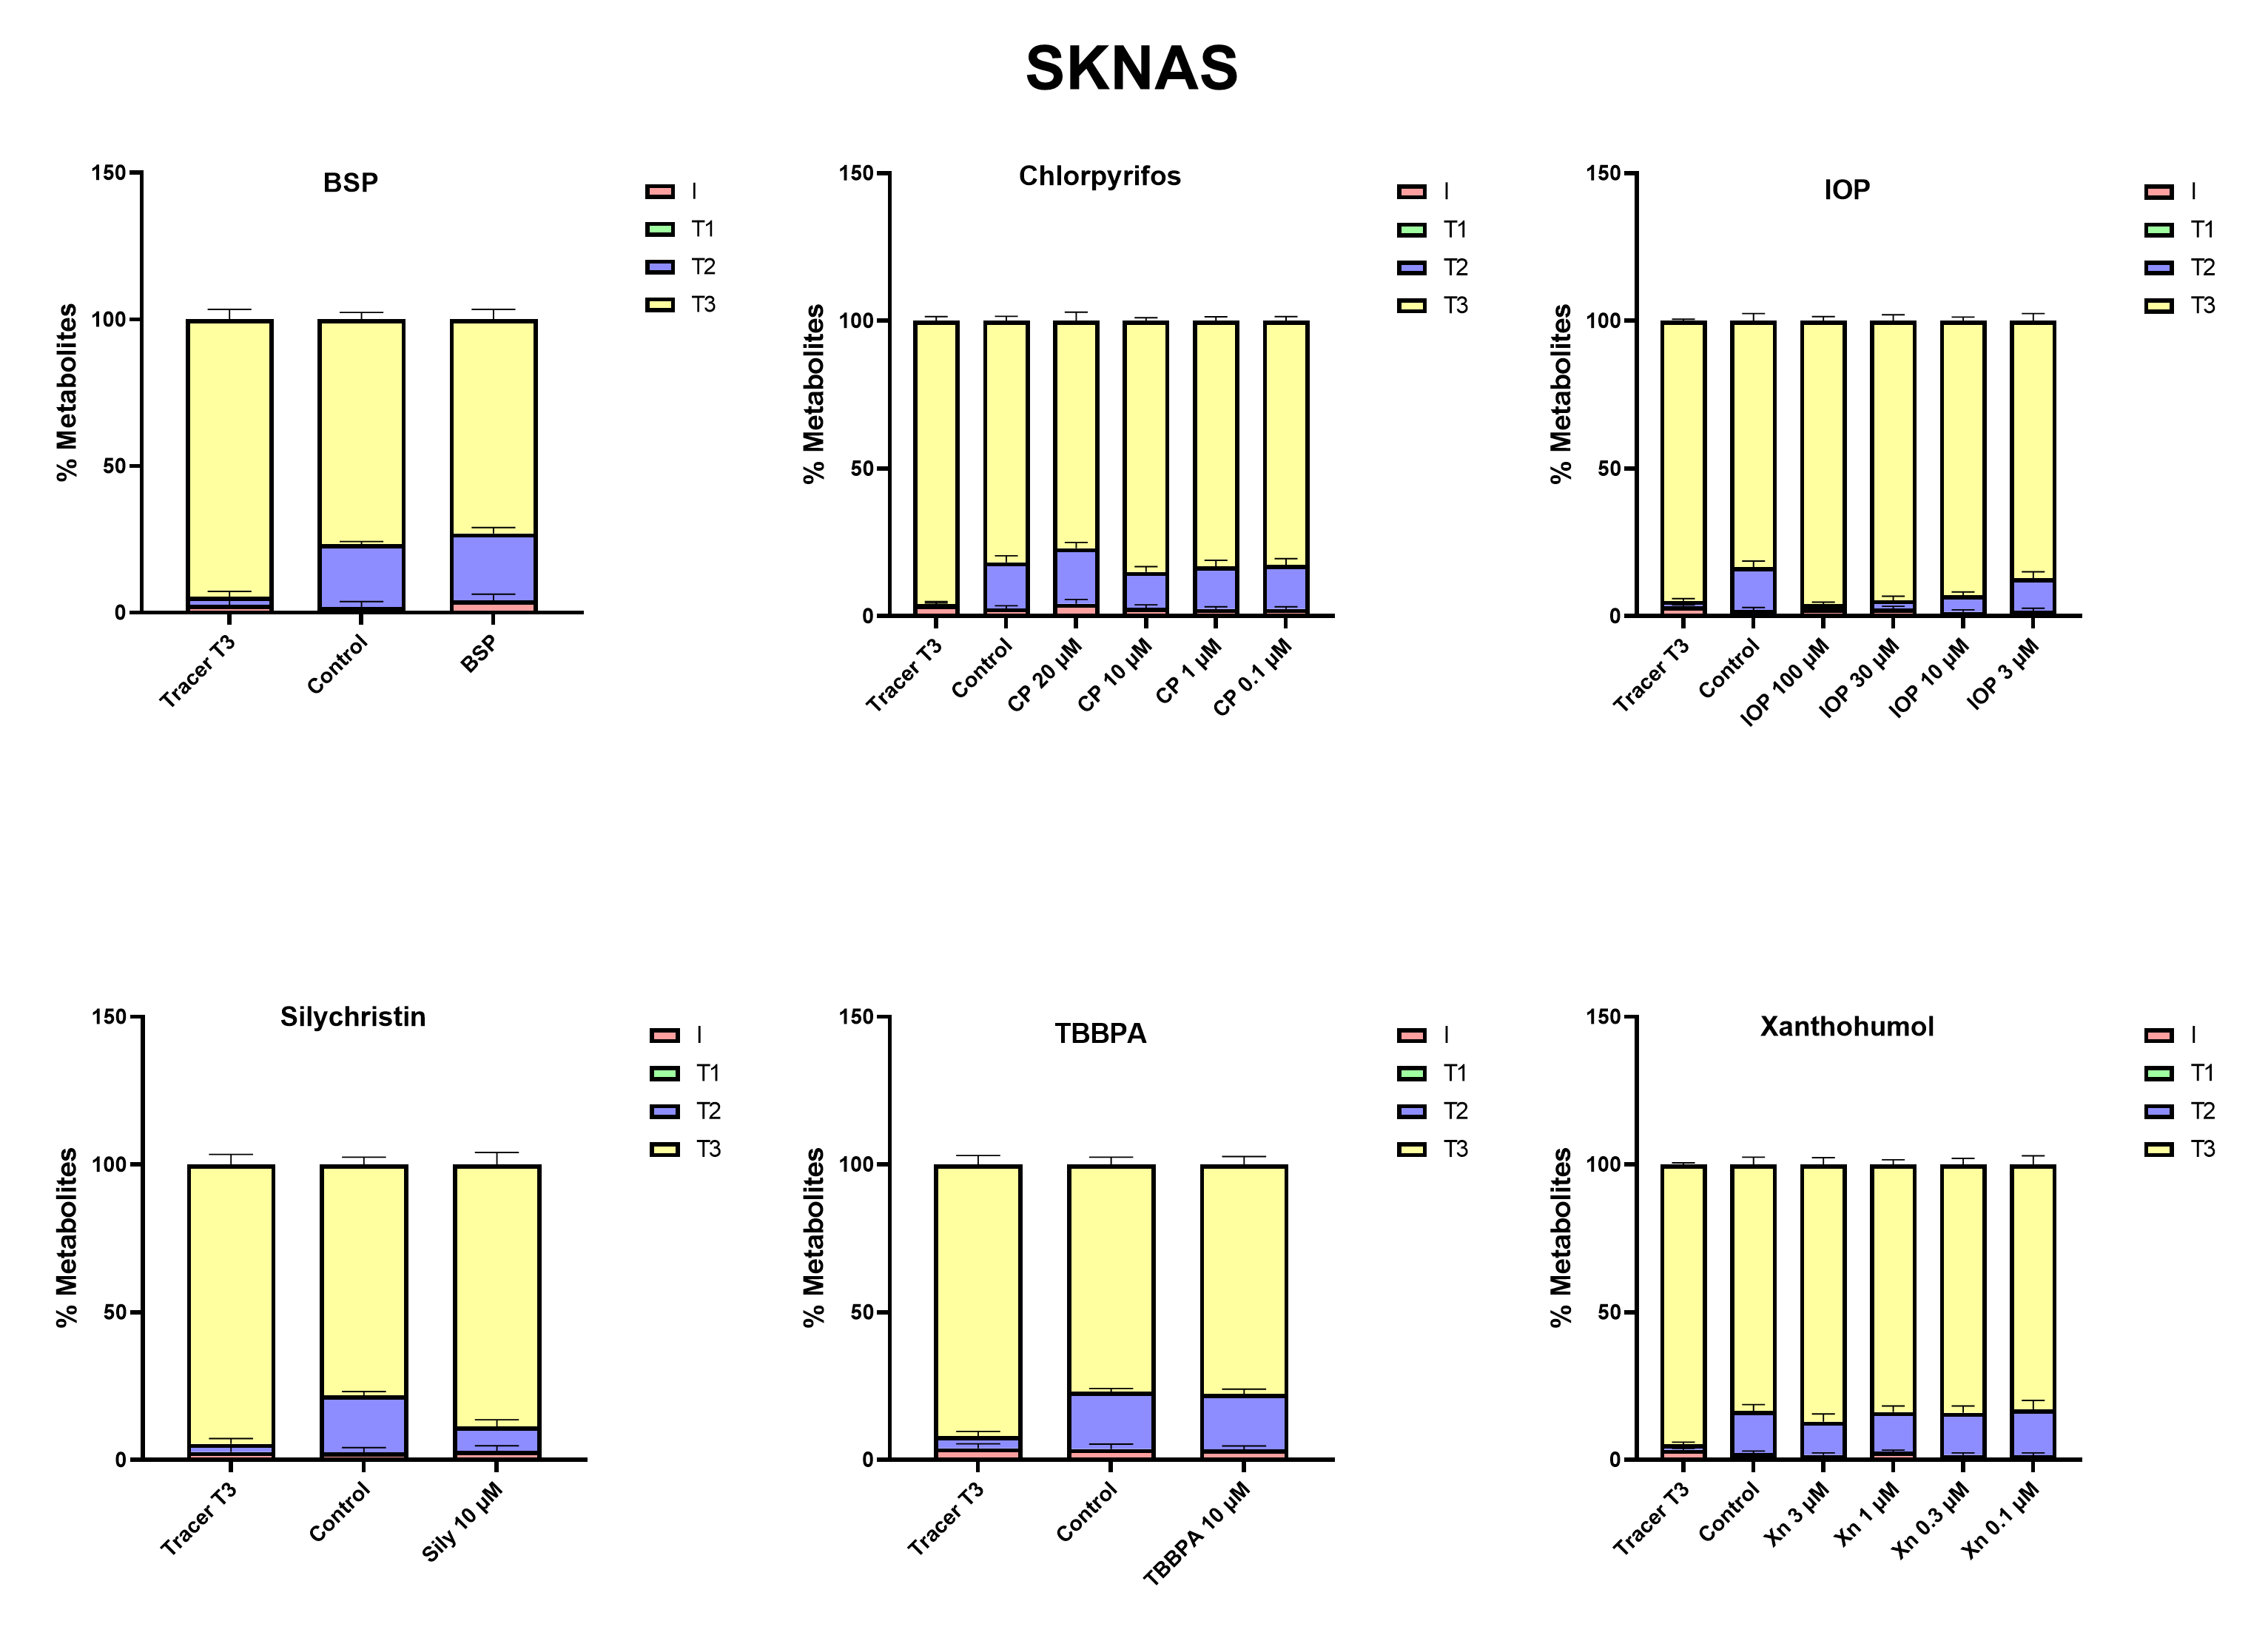 SKNAS
BSP
% Metabolites
150
100
50
0
Tracer T3
Control
BSP
I
T1
T2
T3
Chlorpyrifos
% Metabolites
150
100
50
0
Tracer T3
Control
CP 20 µM
CP 10 µM
CP 1 µM
CP 0.1 µM
I
T1
T2
T3
IOP
% Metabolites
150
100
50
0
Tracer T3
Control
IOP 100 µM
IOP 30 µM
IOP 10 µM
IOP 3 µM
I
T1
T2
T3
Silychristin
% Metabolites
150
100
50
0
Tracer T3
Control
Sily 10 µM
I
T1
T2
T3
TBBPA
% Metabolites
150
100
50
0
Tracer T3
Control
TBBPA 10 µM
I
T1
T2
T3
Xanthohumol
% Metabolites
150
100
50
0
Tracer T3
Control
Xn 3 µM
Xn 1 µM
Xn 0.3 µM
Xn 0.1 µM
I
T1
T2
T3